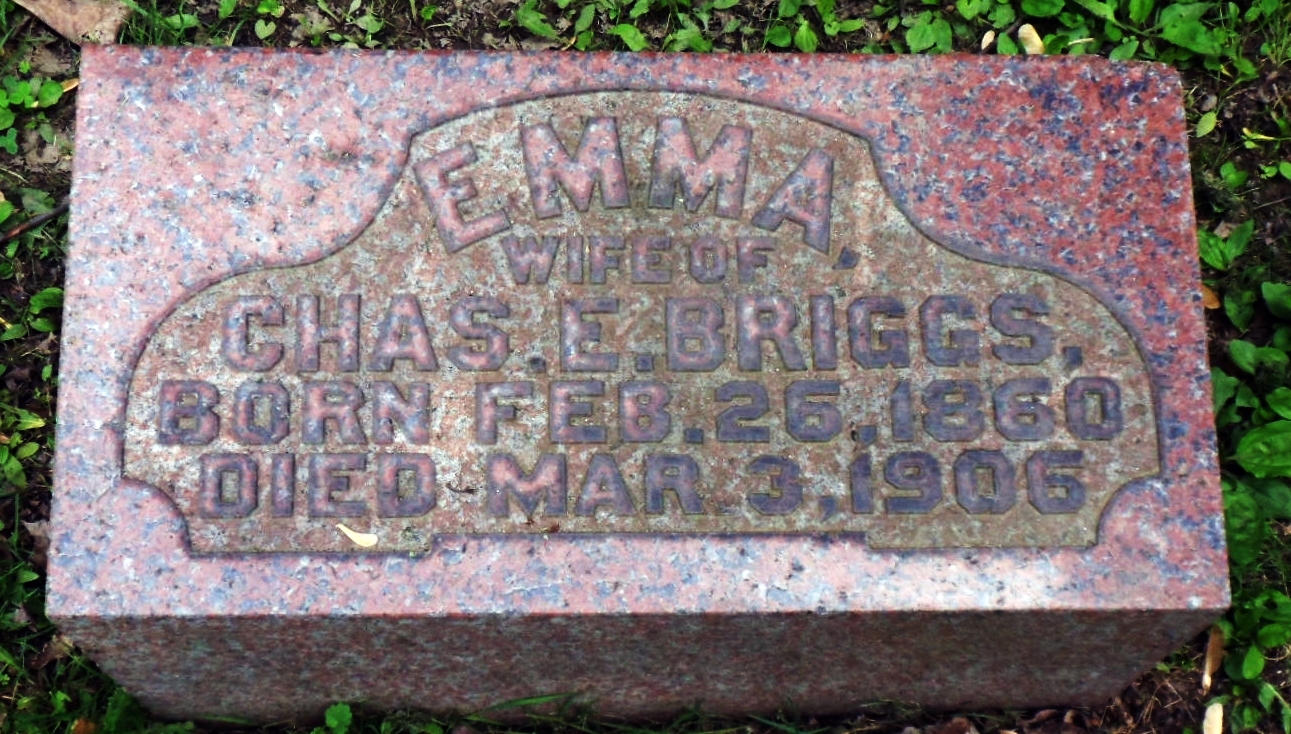 EMMA,
WIFE OF
CHAS. E. BRIGGS,
BORN FEB. 26, 1860
DIED MAR. 3, 1906